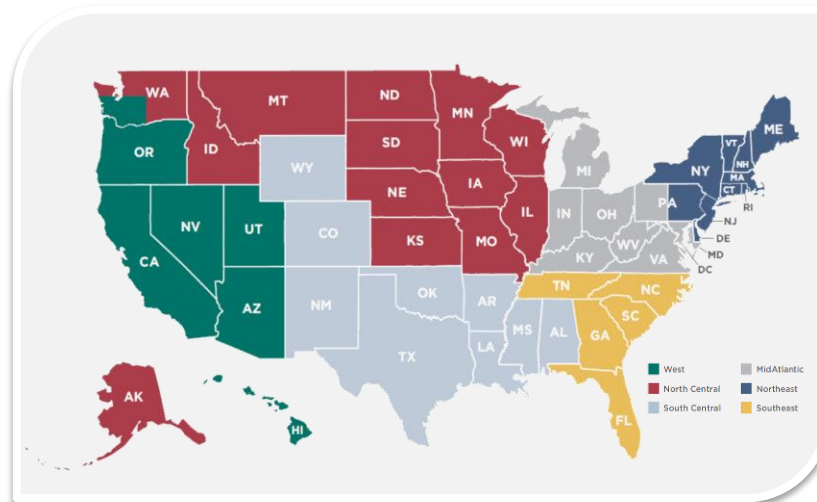 WA
MT
ND
MN
ME
VT
OR
ID
SD
WI
NH
NY
MA
WY
MI
CT
RI
NE
IA
PA
NJ
NV
UT
CO
IL
IN
OH
DE
CA
KS
MO
WV
MD
KY
VA
DC
AZ
NM
OK
AR
TN
NC
SC
TX
MS
AL
GA
LA
AK
FL
HI
West
MidAtlantic
North Central
Northeast
South Central
Southeast